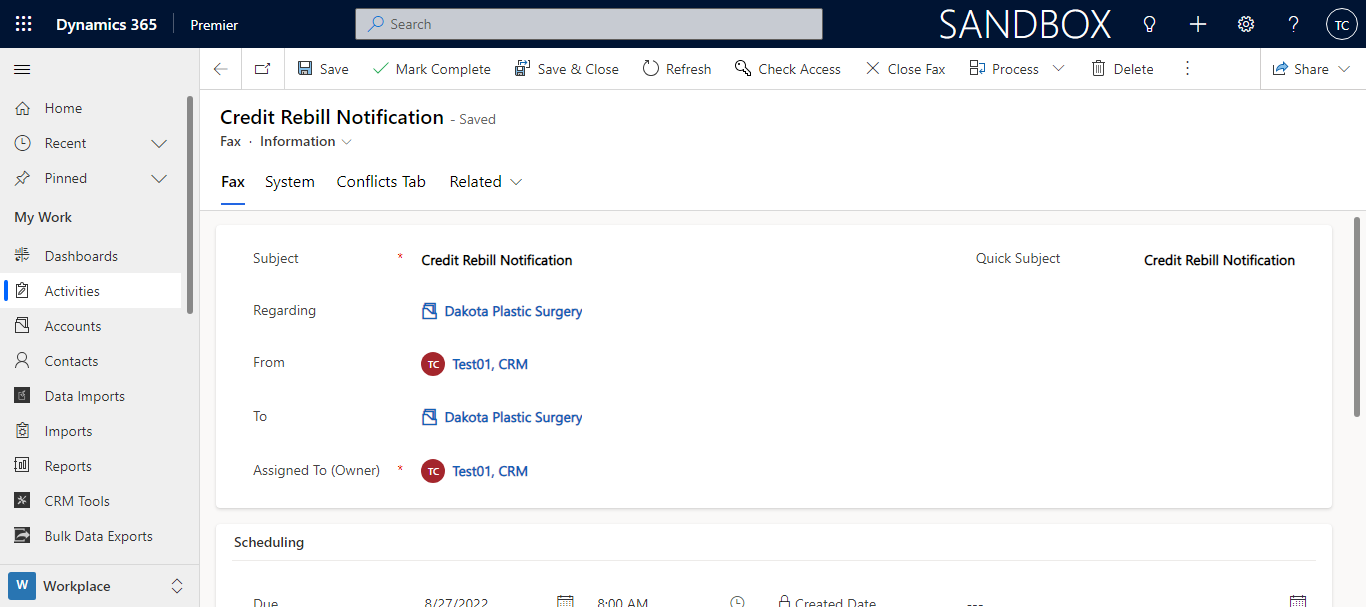 Dynamics 365 Premier Search SANDBOX ? TC
Save Mark Complete Save & Close Refresh Check Access Close Fax Process Delete Share
Home
Recent
Pinned
My Work
Dashboards
Activities
Accounts
Contacts
Data Imports
Imports
Reports
CRM Tools
Bulk Data Exports
W Workplace
Credit Rebill Notification - Saved
Fax · Information
Fax System Conflicts Tab Related
Subject * Credit Rebill Notification Quick Subject Credit Rebill Notification
Regarding Dakota Plastic Surgery
From TC Test01, CRM
To Dakota Plastic Surgery
Assigned To (Owner) * TC Test01, CRM
Scheduling
Due 8/27/2022 8:00 AM Created Date ---